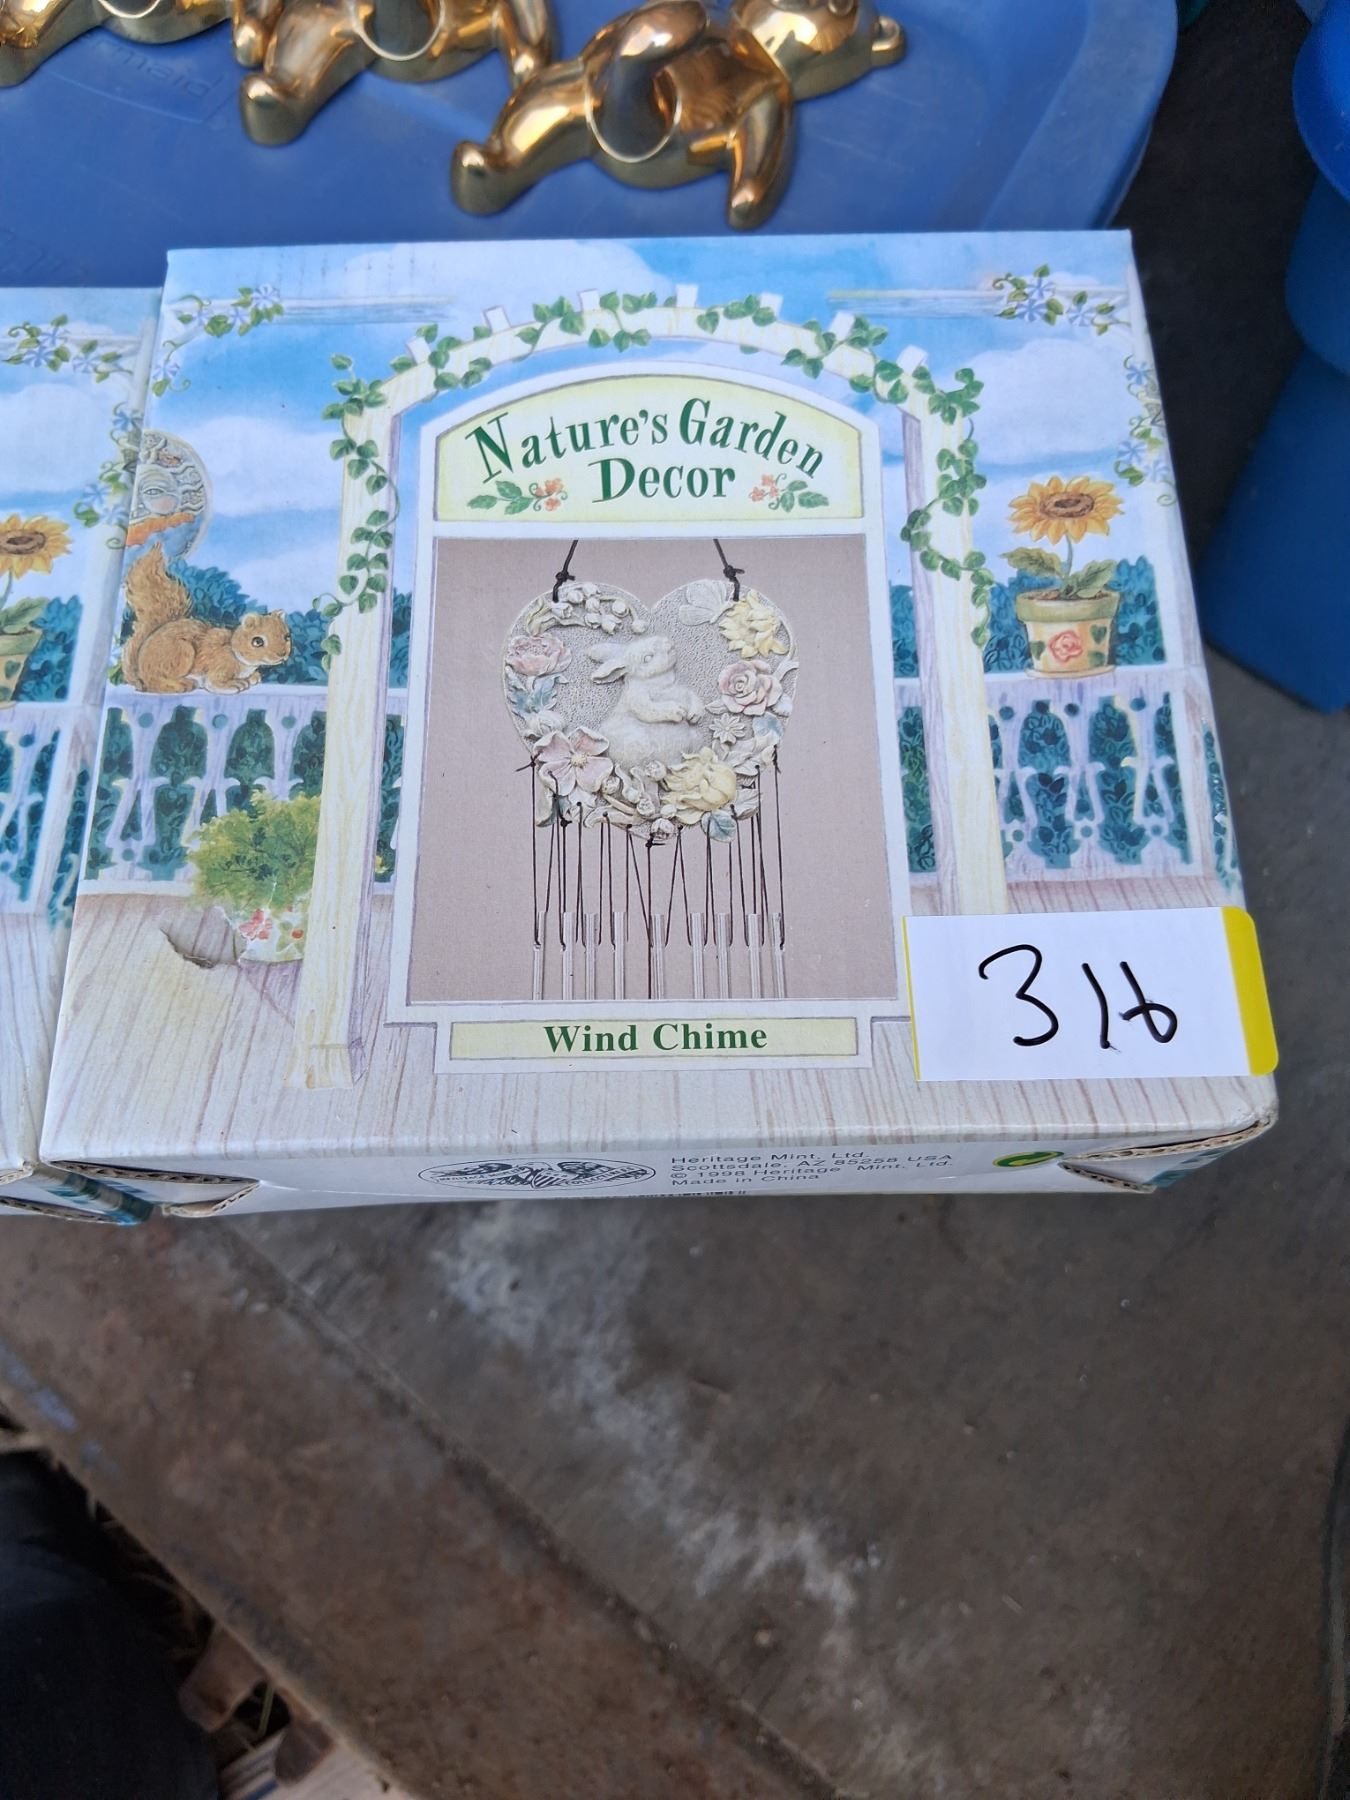 Nature's Garden
Decor
Wind Chime
316
Heritage Mint, Ltd.
Scottsdale, AZ 85258 USA
© 1998 Heritage Mint, Ltd.
Made in China